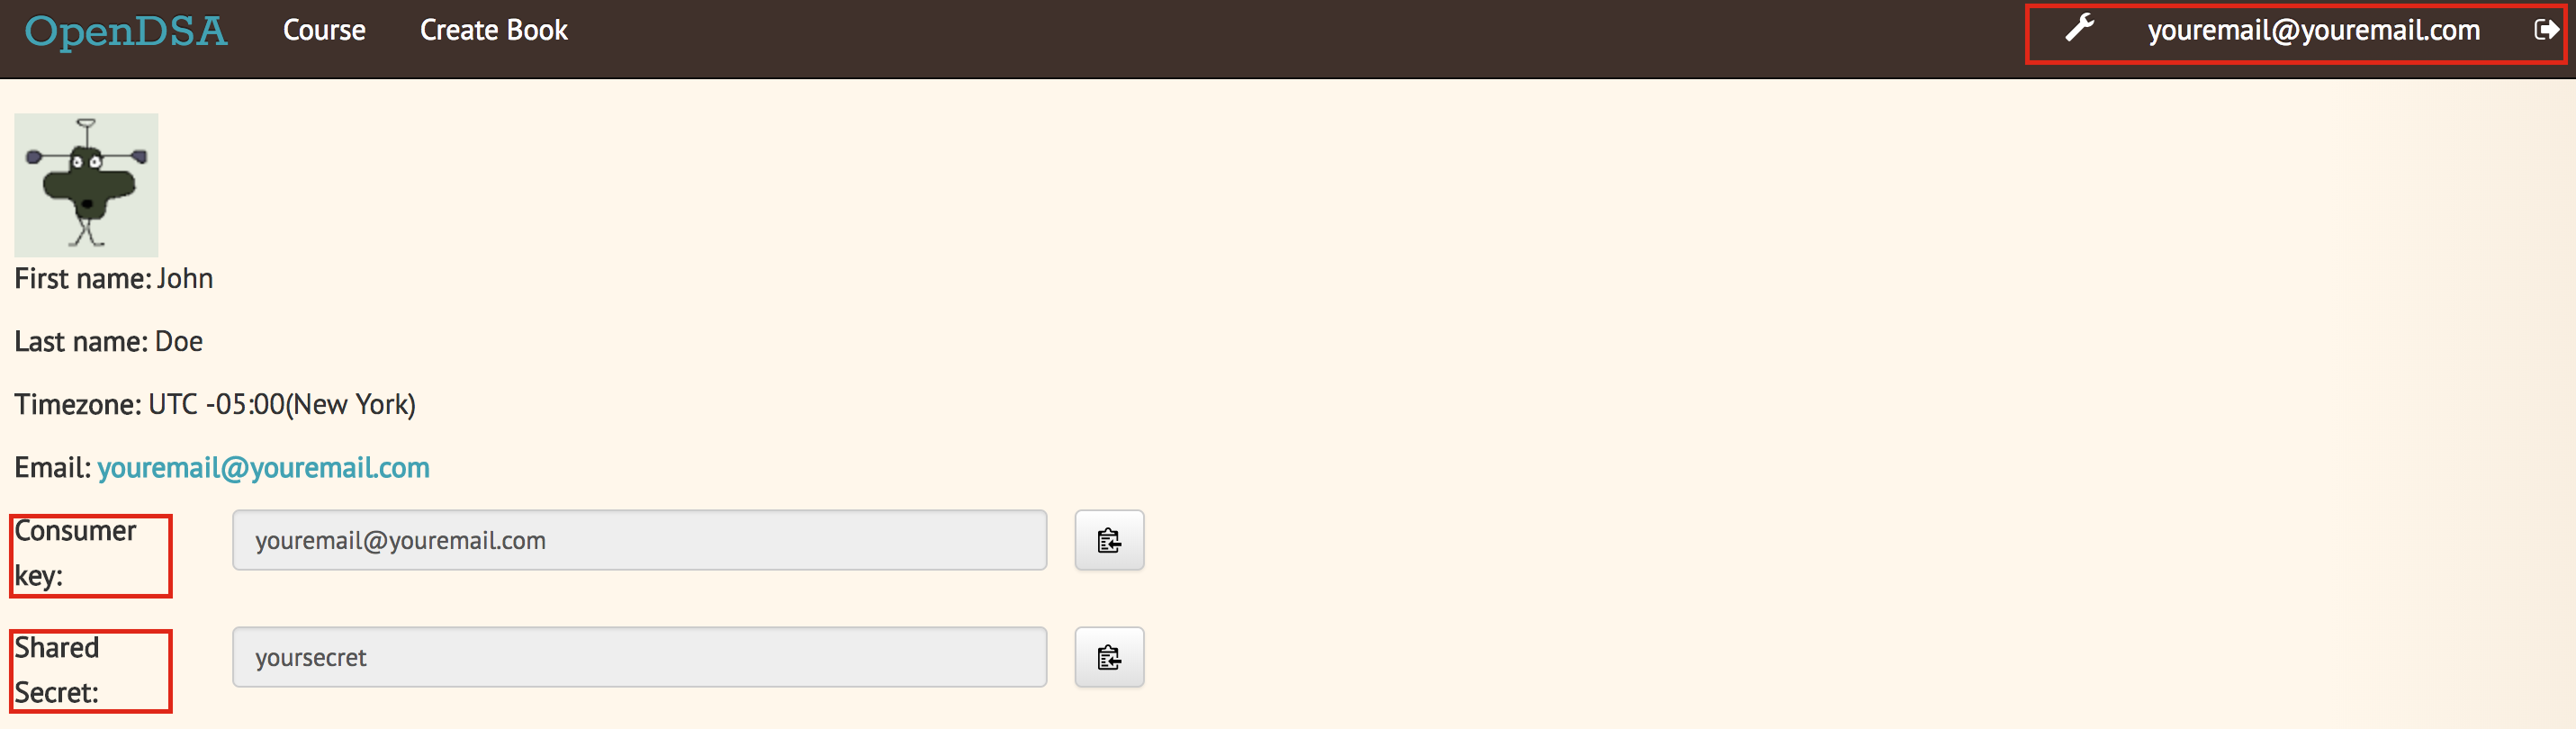 OpenDSA Course Create Book youremail@youremail.com
First name: John
Last name: Doe
Timezone: UTC -05:00(New York)
Email: youremail@youremail.com
Consumer
key:
youremail@youremail.com
Shared
Secret:
yoursecret